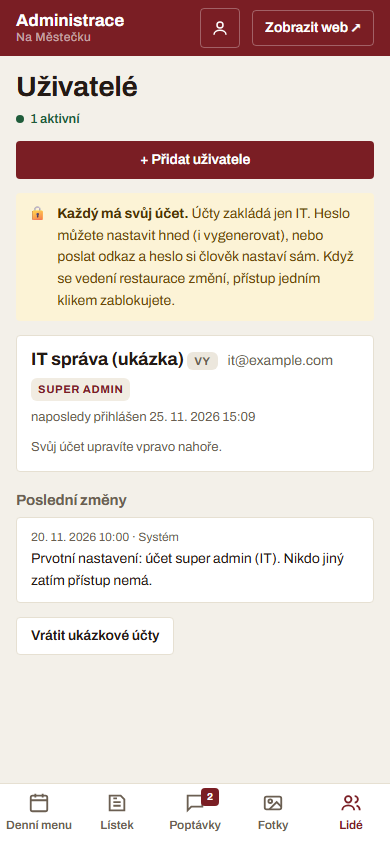 Administrace
Na Městečku
Zobrazit web ↗
Uživatelé
1 aktivní
+ Přidat uživatele
Každý má svůj účet. Účty zakládá jen IT. Heslo
můžete nastavit hned (i vygenerovat), nebo
poslat odkaz a heslo si člověk nastaví sám. Když
se vedení restaurace změní, přístup jedním
klikem zablokujete.
IT správa (ukázka) VY it@example.com
SUPER ADMIN
naposledy přihlášen 25. 11. 2026 15:09
Svůj účet upravíte vpravo nahoře.
Poslední změny
20. 11. 2026 10:00 · Systém
Prvotní nastavení: účet super admin (IT). Nikdo jiný
zatím přístup nemá.
Vrátit ukázkové účty
2
Denní menu Lístek Poptávky Fotky Lidé